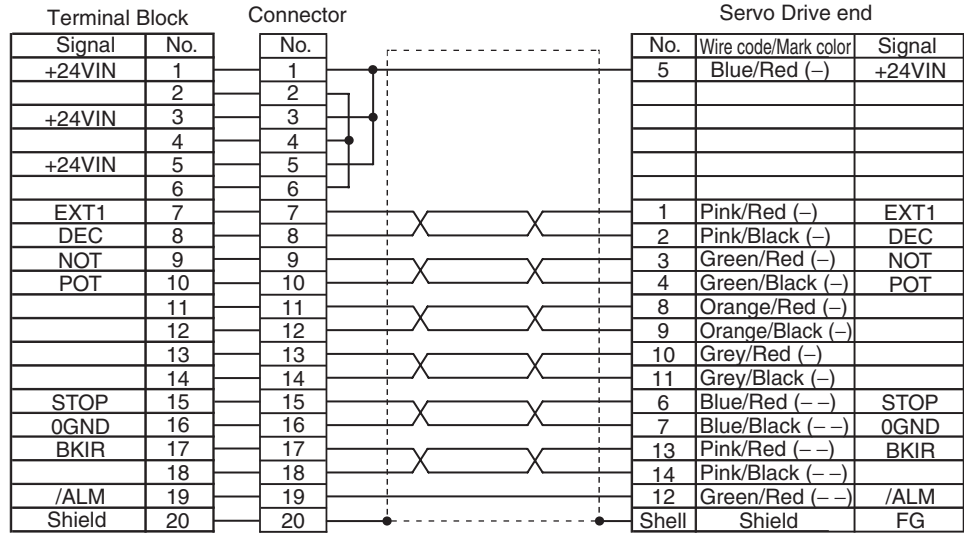 Terminal Block Connector Servo Drive end
Signal No. No. No. Wire code/Mark color Signal
+24VIN 1 1 5 Blue/Red (−) +24VIN
2 2
+24VIN 3 3
4 4
+24VIN 5 5
6 6
EXT1 7 7 1 Pink/Red (−) EXT1
DEC 8 8 2 Pink/Black (−) DEC
NOT 9 9 3 Green/Red (−) NOT
POT 10 10 4 Green/Black (−) POT
11 11 8 Orange/Red (−)
12 12 9 Orange/Black (−)
13 13 10 Grey/Red (−)
14 14 11 Grey/Black (−)
STOP 15 15 6 Blue/Red (− −) STOP
0GND 16 16 7 Blue/Black (− −) 0GND
BKIR 17 17 13 Pink/Red (− −) BKIR
18 18 14 Pink/Black (− −)
/ALM 19 19 12 Green/Red (− −) /ALM
Shield 20 20 Shell Shield FG